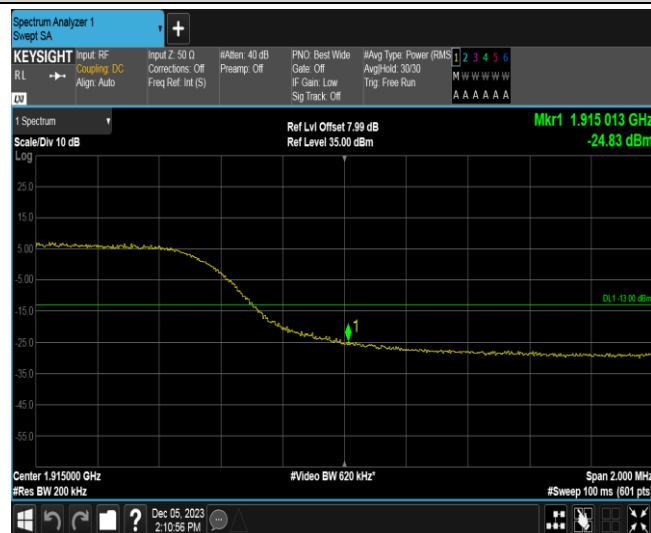 Spectrum Analyzer 1
Swept SA
+
KEYSIGHT
RL
LXI
Input: RF
Coupling: DC
Align: Auto
Input Z: 50 Ω
Corrections: Off
Freq Ref: Int (S)
#Atten: 40 dB
Preamp: Off
PNO: Best Wide
Gate: Off
IF Gain: Low
Sig Track: Off
#Avg Type: Power (RMS
Avg|Hold: 30/30
Trig: Free Run
1 2 3 4 5 6
M W W W W W
A A A A A A
1 Spectrum
Scale/Div 10 dB
Log
Ref Lvl Offset 7.99 dB
Ref Level 35.00 dBm
Mkr1 1.915 013 GHz
-24.83 dBm
25.0
15.0
5.00
-5.00
-15.0
-25.0
-35.0
-45.0
-55.0
DL1 -13.00 dBm
1
Center 1.915000 GHz
#Res BW 200 kHz
#Video BW 620 kHz*
Span 2.000 MHz
#Sweep 100 ms (601 pts)
?
Dec 05, 2023
2:10:56 PM